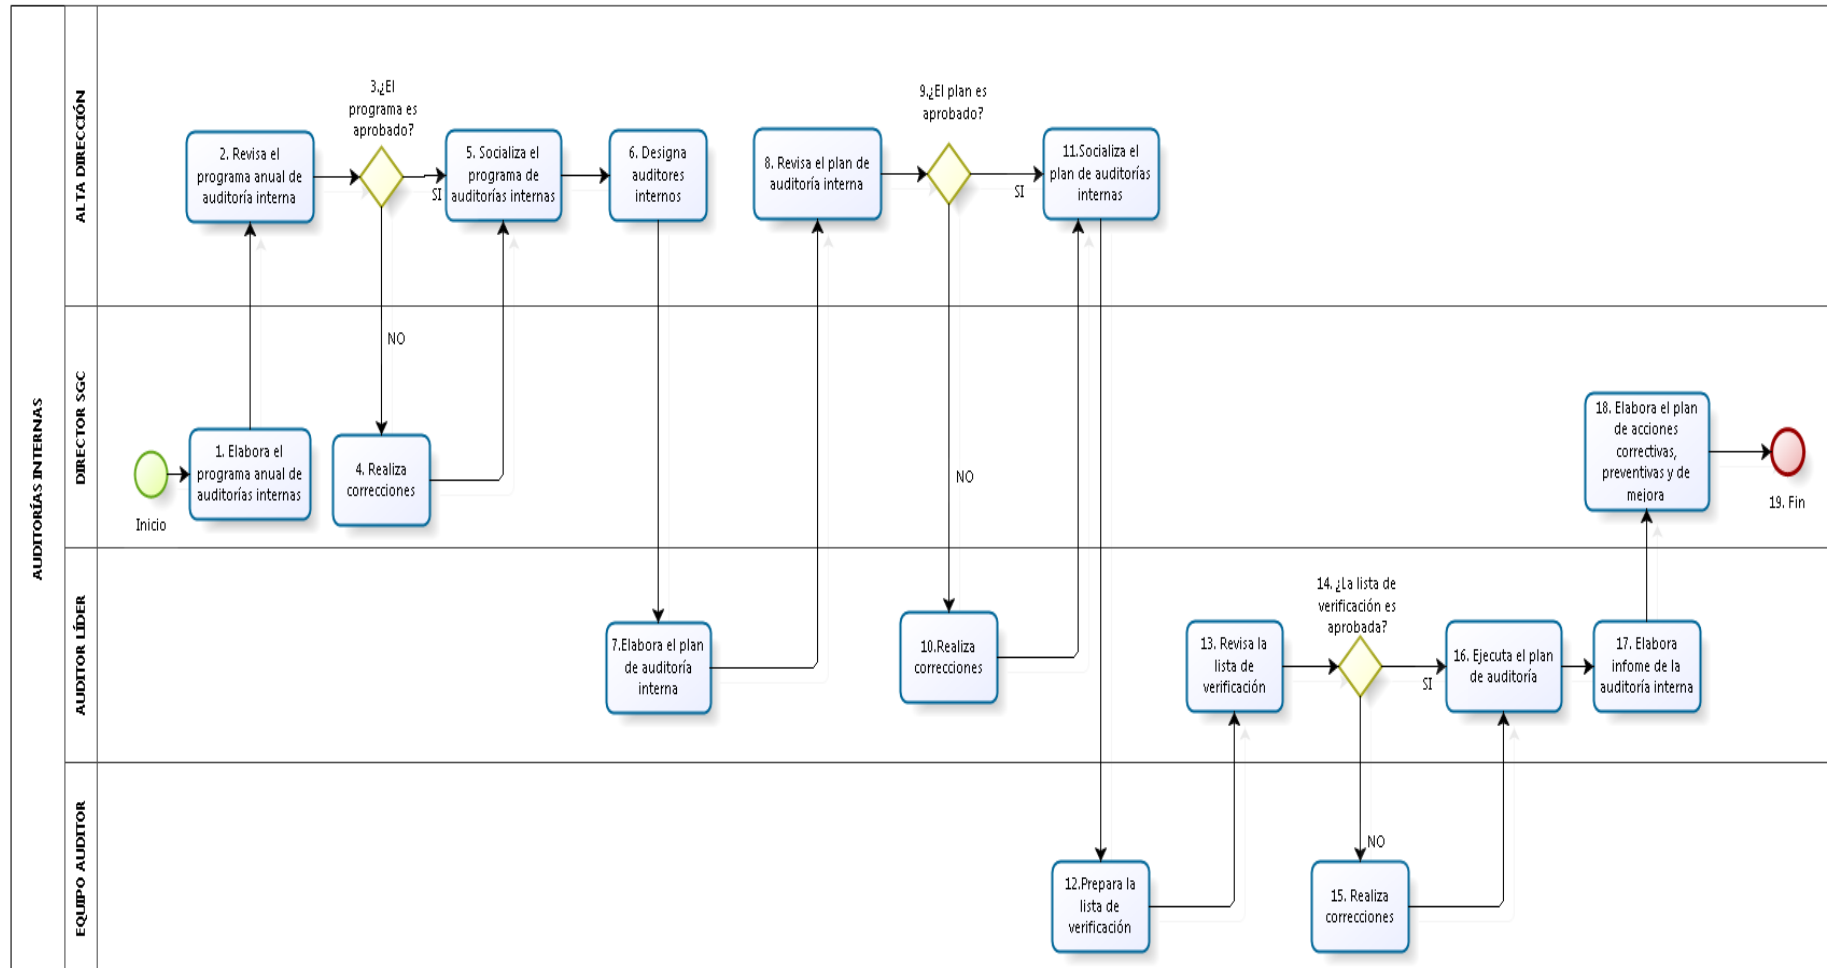 AUDITORÍAS INTERNAS
ALTA DIRECCIÓN
2. Revisa el
programa anual de
auditoría interna
3.¿El
programa es
aprobado?
SI
NO
5. Socializa el
programa de
auditorías internas
6. Designa
auditores
internos
8. Revisa el plan de
auditoría interna
9.¿El plan es
aprobado?
SI
NO
11.Socializa el
plan de auditorías
internas
DIRECTOR SGC
Inicio
1. Elabora el
programa anual de
auditorías internas
4. Realiza
correcciones
18. Elabora el plan
de acciones
correctivas,
preventivas y de
mejora
19. Fin
AUDITOR LÍDER
7.Elabora el plan
de auditoría
interna
10.Realiza
correcciones
13. Revisa la
lista de
verificación
14. ¿La lista de
verificación es
aprobada?
SI
NO
16. Ejecuta el plan
de auditoría
17. Elabora
infome de la
auditoría interna
EQUIPO AUDITOR
12.Prepara la
lista de
verificación
15. Realiza
correcciones